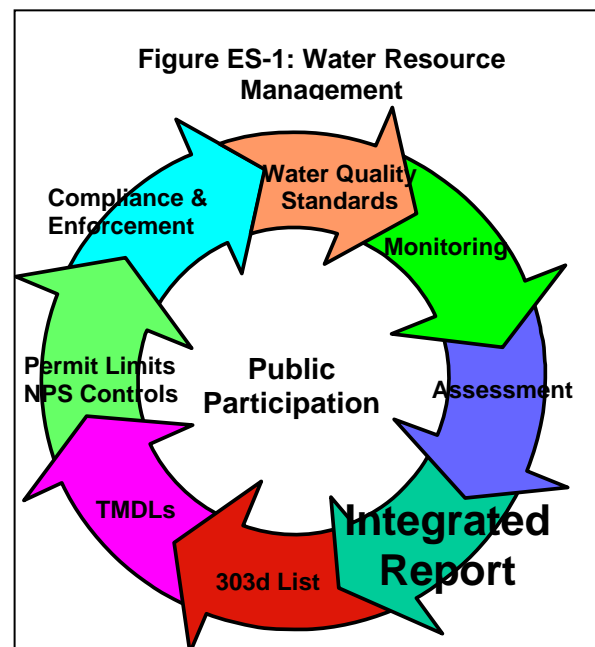 Figure ES-1: Water Resource
Management
Water Quality
Standards
Monitoring
Assessment
Integrated
Report
303d List
TMDLs
Permit Limits
NPS Controls
Compliance &
Enforcement
Public
Participation